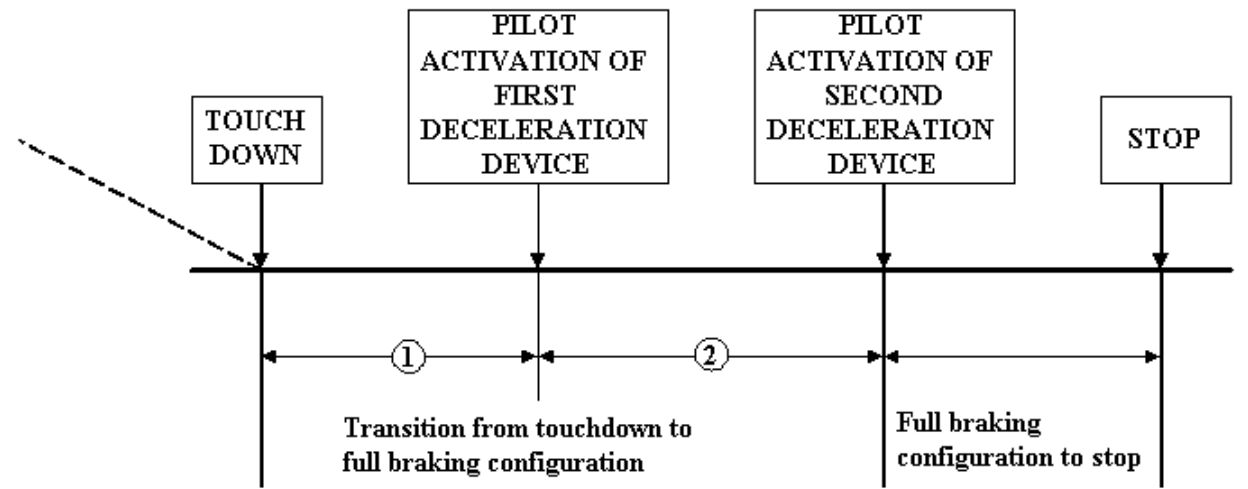 TOUCH
DOWN
PILOT
ACTIVATION OF
FIRST
DECELERATION
DEVICE
PILOT
ACTIVATION OF
SECOND
DECELERATION
DEVICE
STOP
1
2
Transition from touchdown to
full braking configuration
Full braking
configuration to stop